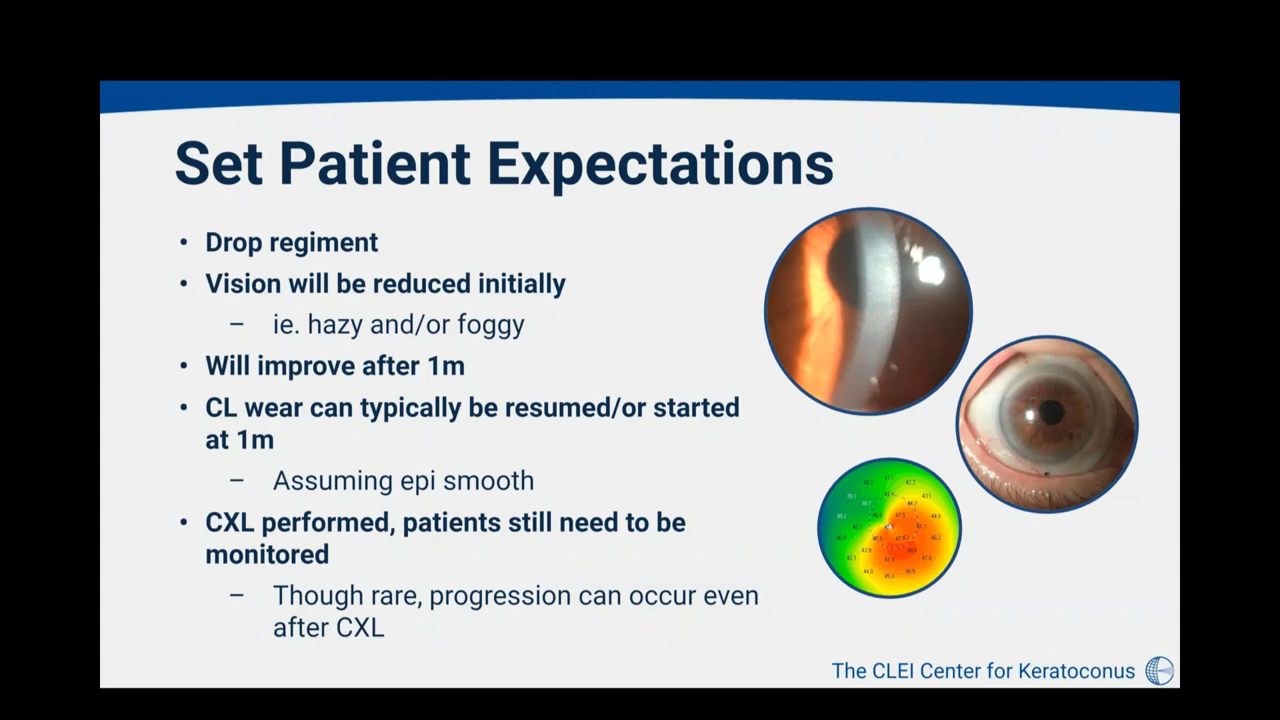 Set Patient Expectations
• Drop regiment
• Vision will be reduced initially
– ie. hazy and/or foggy
• Will improve after 1m
• CL wear can typically be resumed/or started
at 1m
– Assuming epi smooth
• CXL performed, patients still need to be
monitored
– Though rare, progression can occur even
after CXL
The CLEI Center for Keratoconus